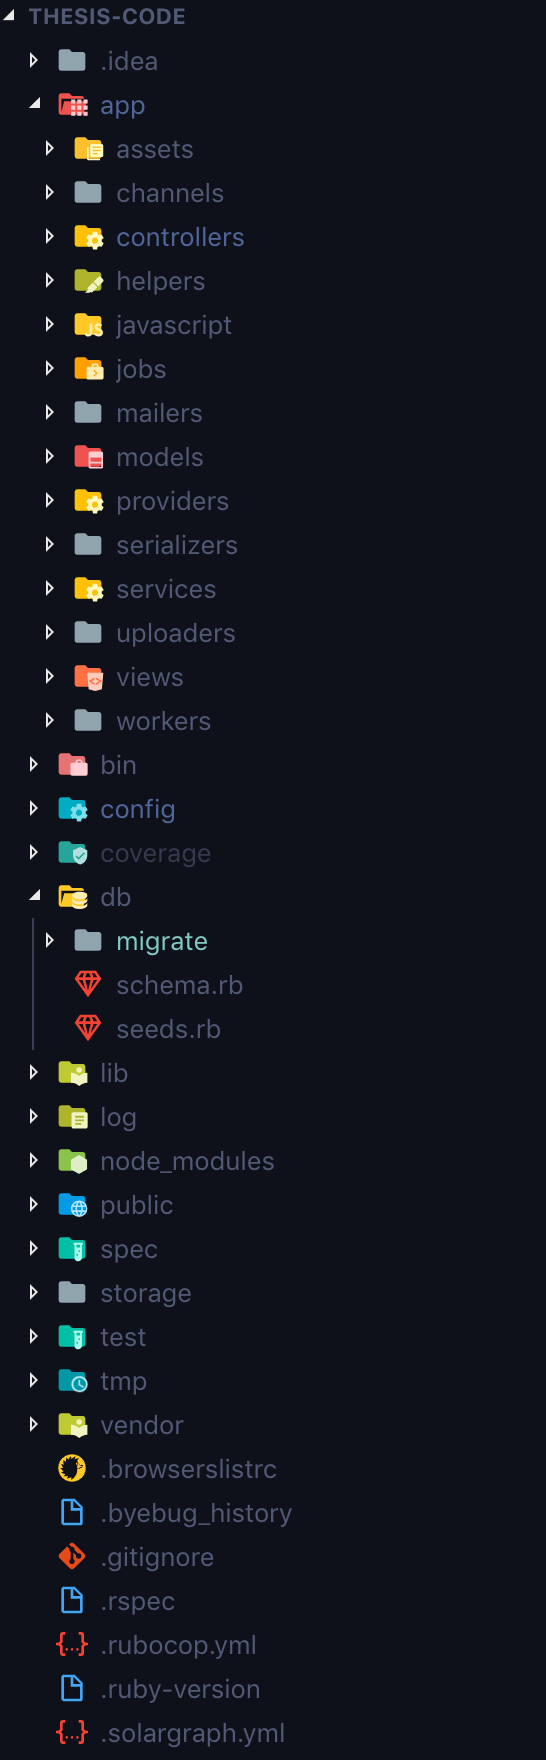 THESIS-CODE
.idea
app
assets
channels
controllers
helpers
javascript
jobs
mailers
models
providers
serializers
services
uploaders
views
workers
bin
config
coverage
db
migrate
schema.rb
seeds.rb
lib
log
node_modules
public
spec
storage
test
tmp
vendor
.browserslistrc
.byebug_history
.gitignore
.rspec
.rubocop.yml
.ruby-version
.solargraph.yml